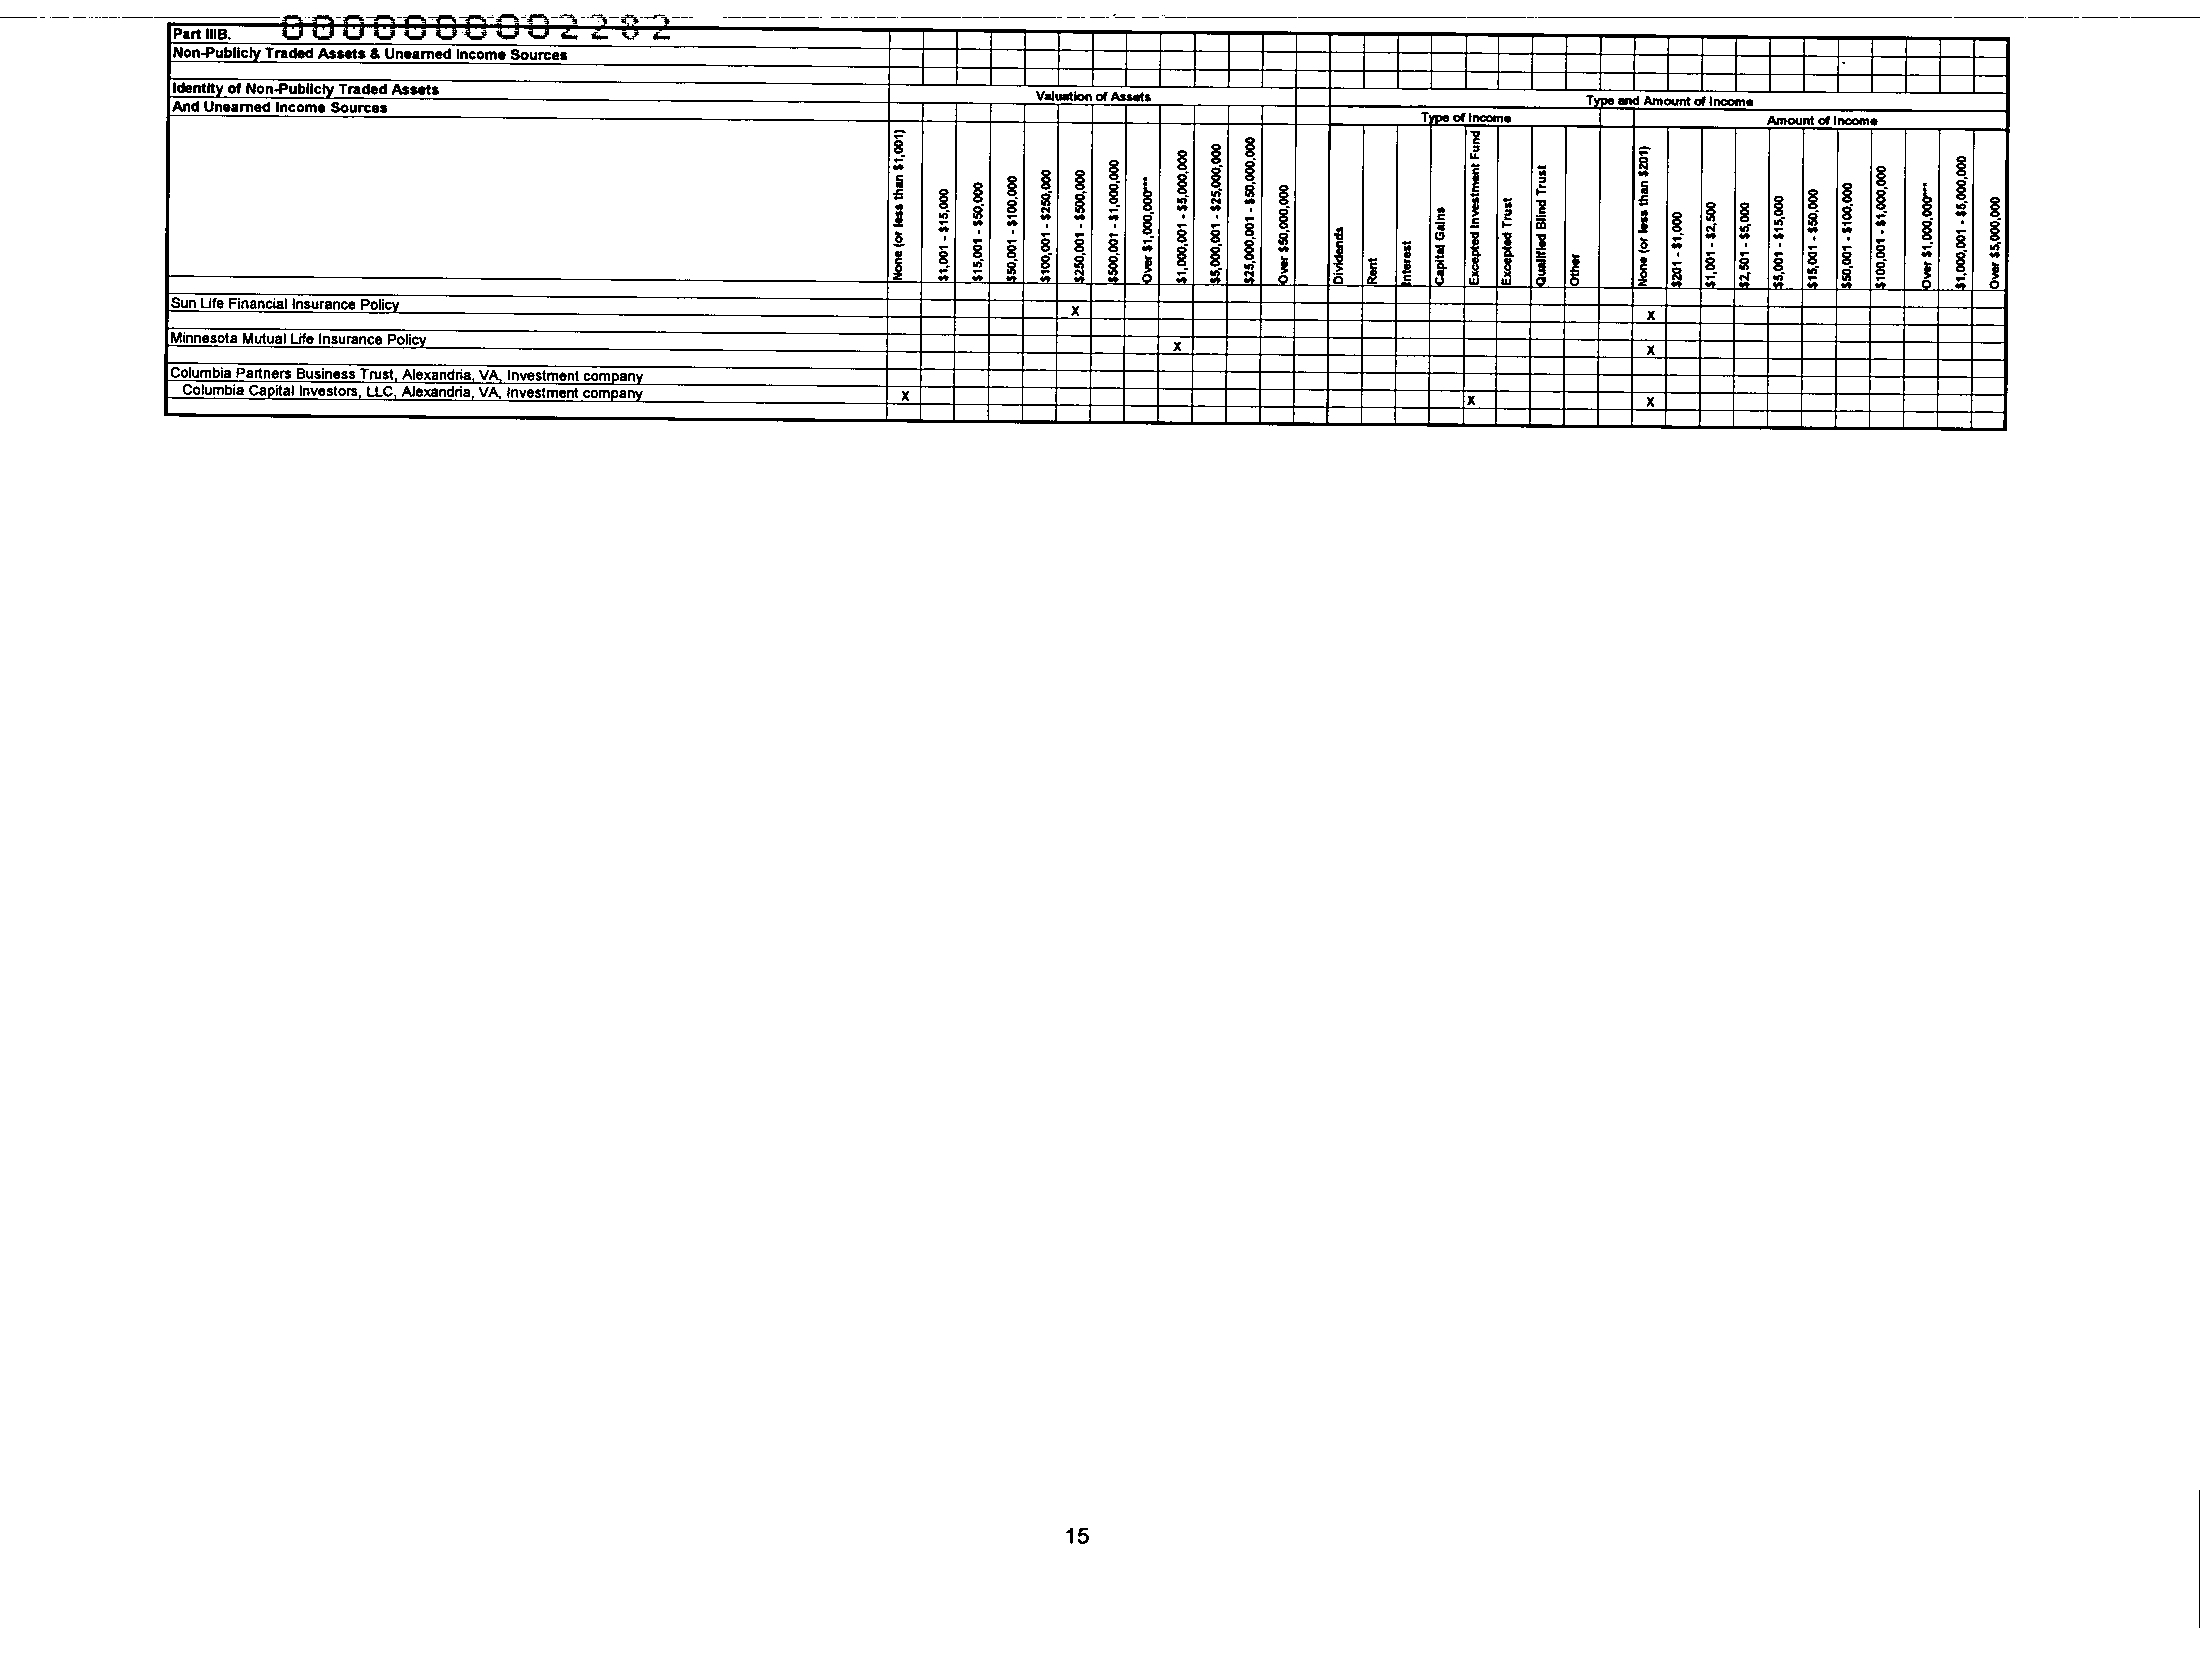 000000002282
Part IIIB.
Non-Publicly Traded Assets & Unearned Income Sources
Identity of Non-Publicly Traded Assets
And Unearned Income Sources
Valuation of Assets
Type and Amount of Income
Type of Income
Amount of Income
None (or less than $1,001)
$1,001 - $15,000
$15,001 - $50,000
$50,001 - $100,000
$100,001 - $250,000
$250,001 - $500,000
$500,001 - $1,000,000
Over $1,000,000***
$1,000,001 - $5,000,000
$5,000,001 - $25,000,000
$25,000,001 - $50,000,000
Over $50,000,000
Dividends
Rent
Interest
Capital Gains
Excepted Investment Fund
Excepted Trust
Qualified Blind Trust
Other
None (or less than $201)
$201 - $1,000
$1,001 - $2,500
$2,501 - $5,000
$5,001 - $15,000
$15,001 - $50,000
$50,001 - $100,000
$100,001 - $1,000,000
Over $1,000,000***
$1,000,001 - $5,000,000
Over $5,000,000
Sun Life Financial Insurance Policy X X
Minnesota Mutual Life Insurance Policy X X
Columbia Partners Business Trust, Alexandria, VA, Investment company
Columbia Capital Investors, LLC, Alexandria, VA, Investment company X X X
15